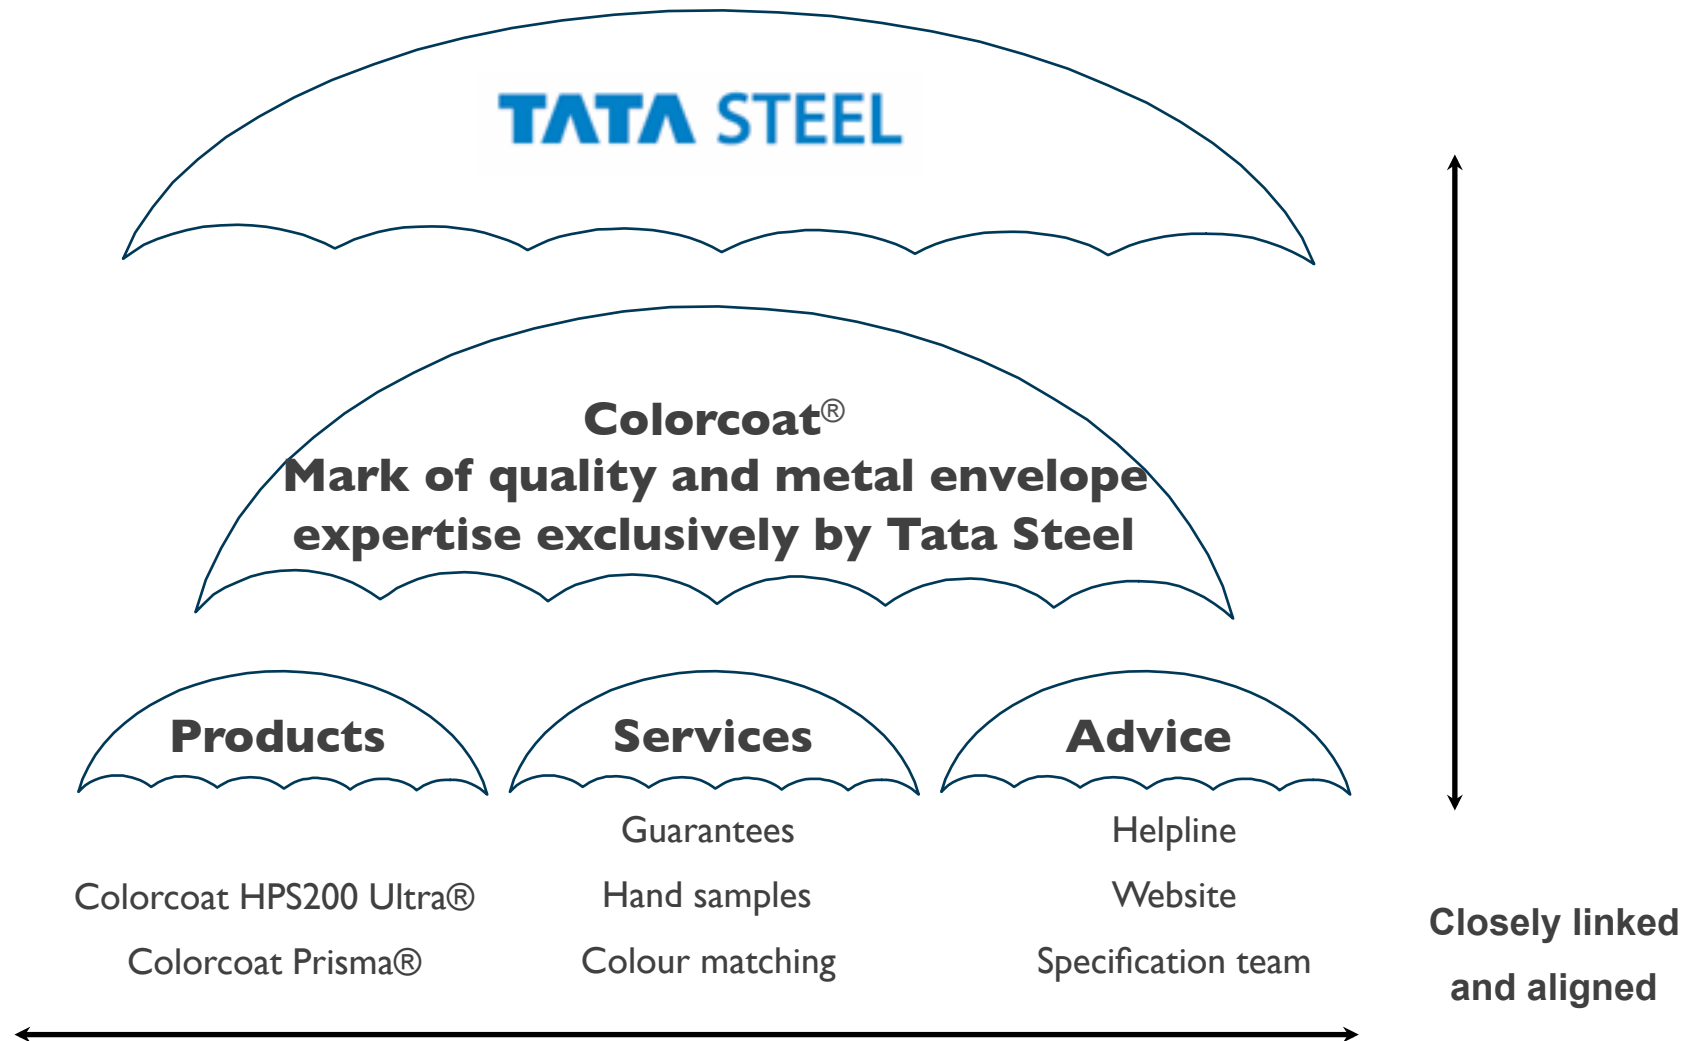 TATA STEEL
Colorcoat®
Mark of quality and metal envelope
expertise exclusively by Tata Steel
Products
Services
Advice
Guarantees
Helpline
Colorcoat HPS200 Ultra®
Hand samples
Website
Colorcoat Prisma®
Colour matching
Specification team
Closely linked
and aligned